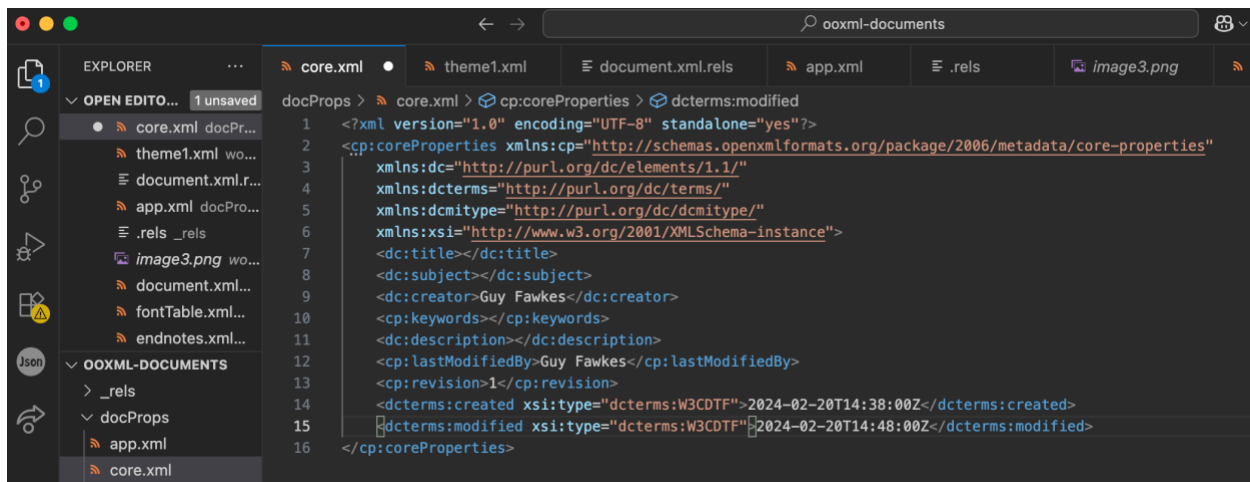 ooxml-documents
EXPLORER ...
core.xml
theme1.xml
document.xml.rels
app.xml
.rels
image3.png
1
OPEN EDITO... 1 unsaved
docProps > core.xml > cp:coreProperties > dcterms:modified
core.xml docPr...
theme1.xml wo...
document.xml.r...
app.xml docPro...
.rels _rels
image3.png wo...
document.xml...
fontTable.xml...
endnotes.xml...
Json
OOXML-DOCUMENTS
_rels
docProps
app.xml
core.xml
1 <?xml version="1.0" encoding="UTF-8" standalone="yes"?>
2 <cp:coreProperties xmlns:cp="http://schemas.openxmlformats.org/package/2006/metadata/core-properties"
3 xmlns:dc="http://purl.org/dc/elements/1.1/"
4 xmlns:dcterms="http://purl.org/dc/terms/"
5 xmlns:dcmitype="http://purl.org/dc/dcmitype/"
6 xmlns:xsi="http://www.w3.org/2001/XMLSchema-instance">
7 <dc:title></dc:title>
8 <dc:subject></dc:subject>
9 <dc:creator>Guy Fawkes</dc:creator>
10 <cp:keywords></cp:keywords>
11 <dc:description></dc:description>
12 <cp:lastModifiedBy>Guy Fawkes</cp:lastModifiedBy>
13 <cp:revision>1</cp:revision>
14 <dcterms:created xsi:type="dcterms:W3CDTF">2024-02-20T14:38:00Z</dcterms:created>
15 <dcterms:modified xsi:type="dcterms:W3CDTF">2024-02-20T14:48:00Z</dcterms:modified>
16 </cp:coreProperties>